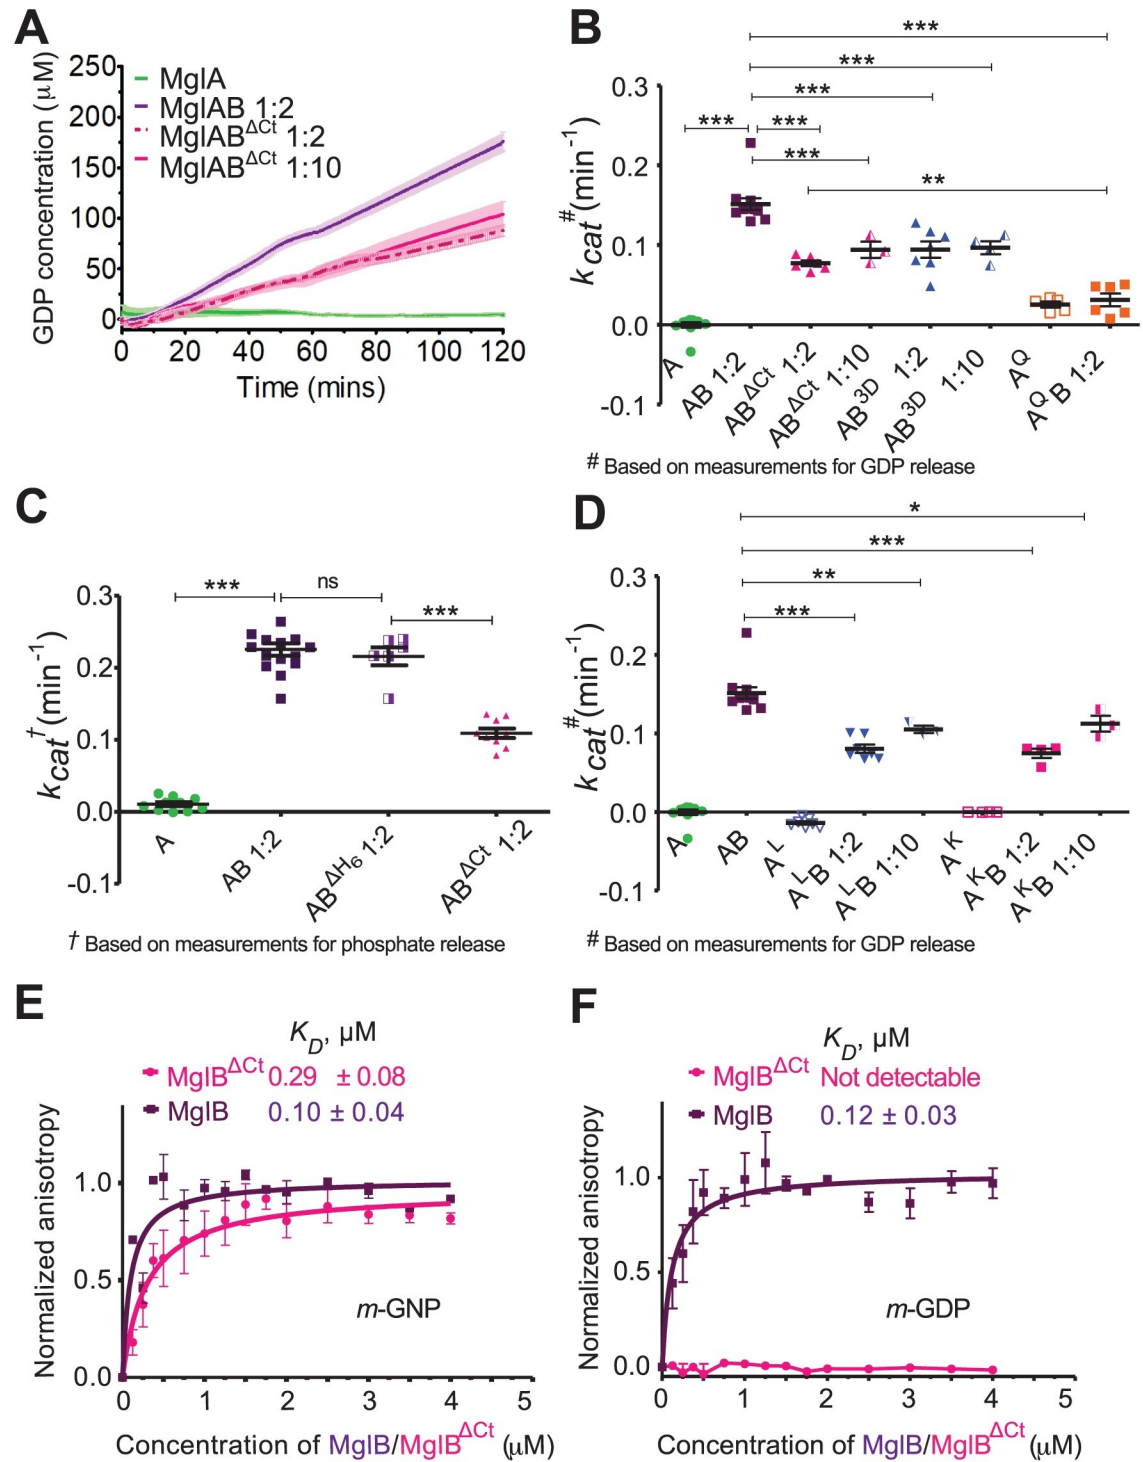 A
GDP concentration (µM)
250
200
150
100
50
0
MglA
MglAB 1:2
MglAB^ΔCt 1:2
MglAB^ΔCt 1:10
0 20 40 60 80 100 120
Time (mins)
B
k_cat^# (min^-1)
***
***
***
*** ***
***
**
0.3
0.2
0.1
0.0
-0.1
A
AB 1:2
AB^ΔCt 1:2
AB^ΔCt 1:10
AB^3D 1:2
AB^3D 1:10
A^Q
A^Q B 1:2
# Based on measurements for GDP release
C
k_cat^† (min^-1)
*** ns ***
0.3
0.2
0.1
0.0
-0.1
A
AB 1:2
AB^ΔH6 1:2
AB^ΔCt 1:2
† Based on measurements for phosphate release
D
k_cat^# (min^-1)
*
***
**
***
0.3
0.2
0.1
0.0
-0.1
A
AB
A^L
A^L B 1:2
A^L B 1:10
A^K
A^K B 1:2
A^K B 1:10
# Based on measurements for GDP release
E
K_D, µM
MglB^ΔCt 0.29 ± 0.08
MglB 0.10 ± 0.04
Normalized anisotropy
1.0
0.5
0.0
m-GNP
0 1 2 3 4 5
Concentration of MglB/MglB^ΔCt (µM)
F
K_D, µM
MglB^ΔCt Not detectable
MglB 0.12 ± 0.03
Normalized anisotropy
1.0
0.5
0.0
m-GDP
0 1 2 3 4 5
Concentration of MglB/MglB^ΔCt (µM)